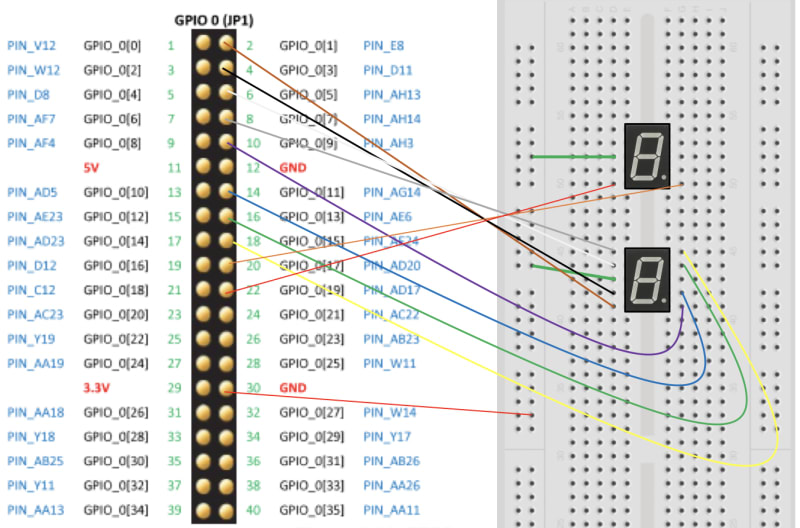 GPIO 0 (JP1)
PIN_V12 GPIO_0[0] 1 2 GPIO_0[1] PIN_E8
PIN_W12 GPIO_0[2] 3 4 GPIO_0[3] PIN_D11
PIN_D8 GPIO_0[4] 5 6 GPIO_0[5] PIN_AH13
PIN_AF7 GPIO_0[6] 7 8 GPIO_0[7] PIN_AH14
PIN_AF4 GPIO_0[8] 9 10 GPIO_0[9] PIN_AH3
5V 11 12 GND
PIN_AD5 GPIO_0[10] 13 14 GPIO_0[11] PIN_AG14
PIN_AE23 GPIO_0[12] 15 16 GPIO_0[13] PIN_AE6
PIN_AD23 GPIO_0[14] 17 18 GPIO_0[15] PIN_AE24
PIN_D12 GPIO_0[16] 19 20 GPIO_0[17] PIN_AD20
PIN_C12 GPIO_0[18] 21 22 GPIO_0[19] PIN_AD17
PIN_AC23 GPIO_0[20] 23 24 GPIO_0[21] PIN_AC22
PIN_Y19 GPIO_0[22] 25 26 GPIO_0[23] PIN_AB23
PIN_AA19 GPIO_0[24] 27 28 GPIO_0[25] PIN_W11
3.3V 29 30 GND
PIN_AA18 GPIO_0[26] 31 32 GPIO_0[27] PIN_W14
PIN_Y18 GPIO_0[28] 33 34 GPIO_0[29] PIN_Y17
PIN_AB25 GPIO_0[30] 35 36 GPIO_0[31] PIN_AB26
PIN_Y11 GPIO_0[32] 37 38 GPIO_0[33] PIN_AA26
PIN_AA13 GPIO_0[34] 39 40 GPIO_0[35] PIN_AA11